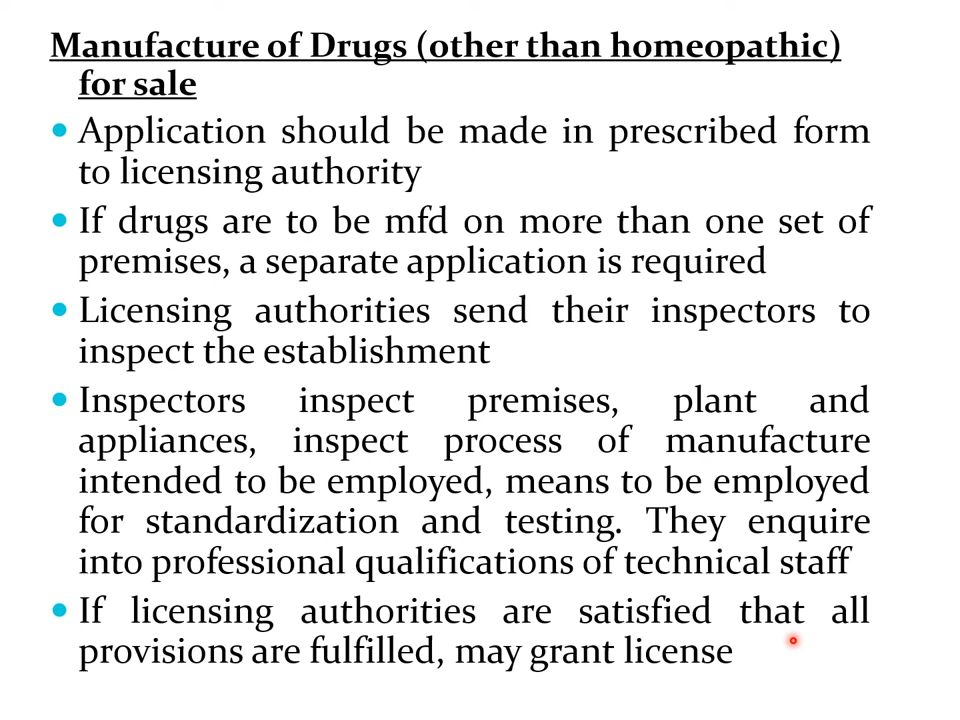 Manufacture of Drugs (other than homeopathic)
for sale
• Application should be made in prescribed form
to licensing authority
• If drugs are to be mfd on more than one set of
premises, a separate application is required
• Licensing authorities send their inspectors to
inspect the establishment
• Inspectors inspect premises, plant and
appliances, inspect process of manufacture
intended to be employed, means to be employed
for standardization and testing. They enquire
into professional qualifications of technical staff
• If licensing authorities are satisfied that all
provisions are fulfilled, may grant license